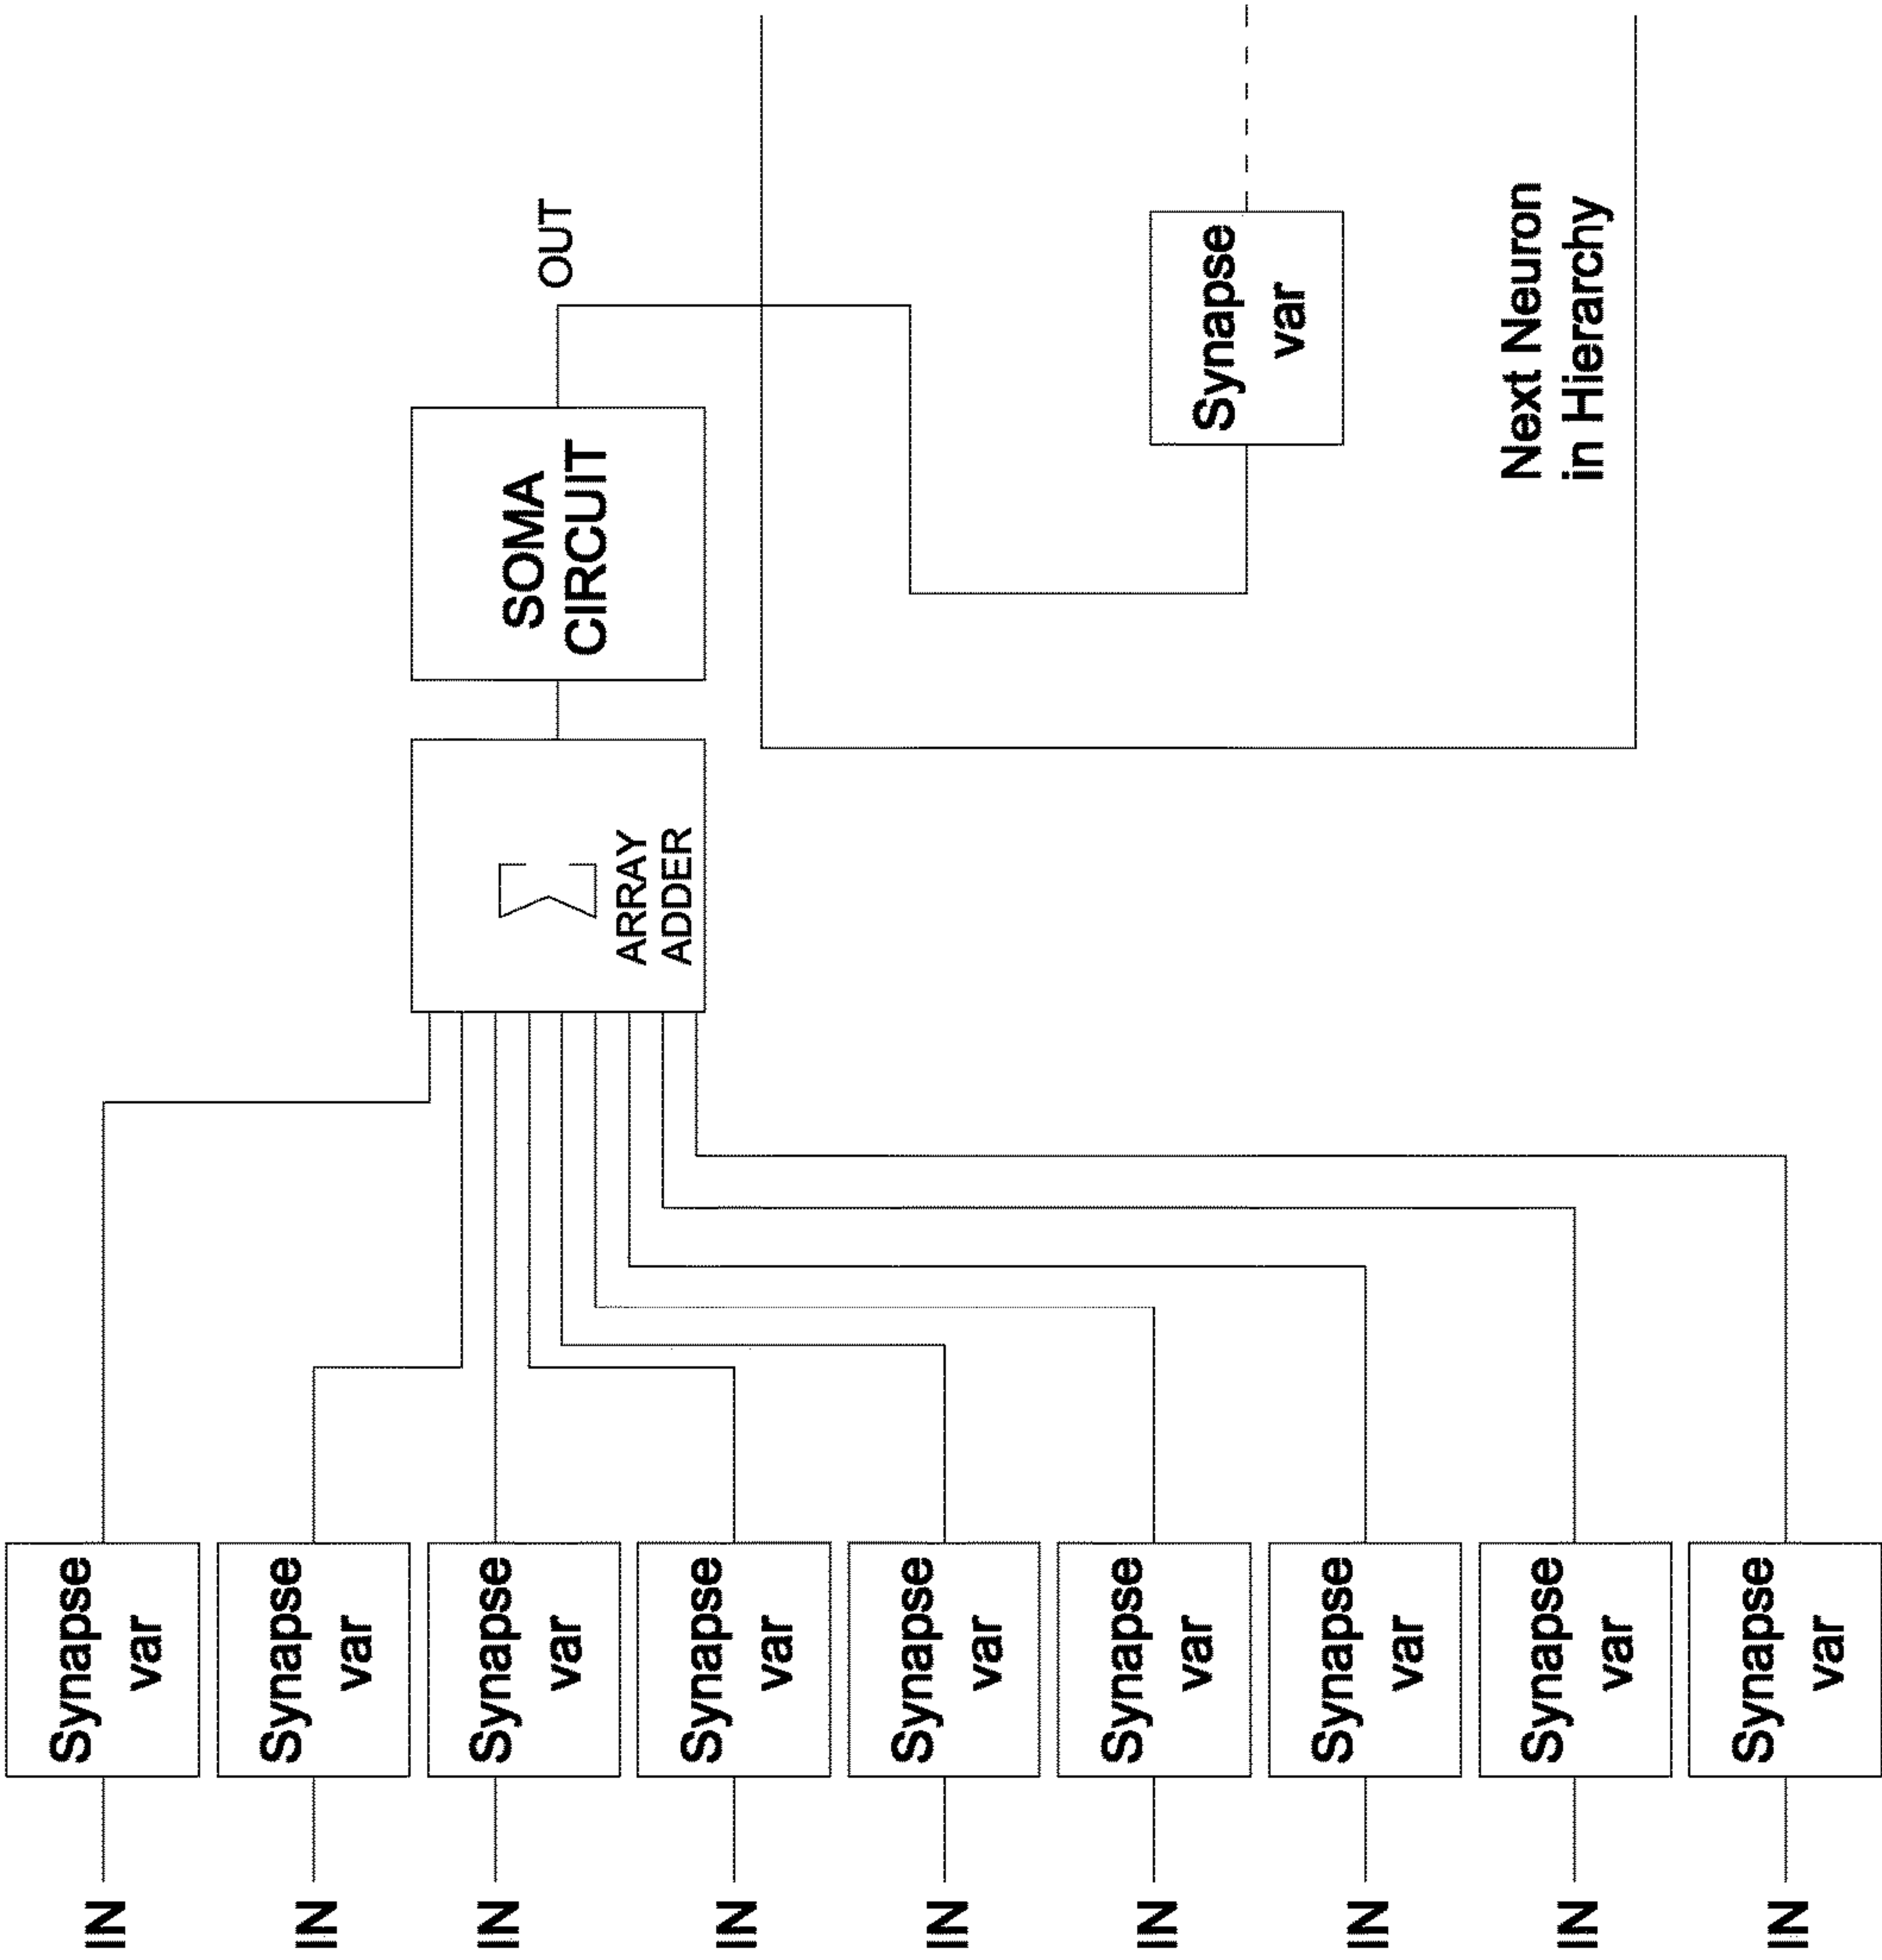 IN
Synapse
var
IN
Synapse
var
IN
Synapse
var
IN
Synapse
var
IN
Synapse
var
IN
Synapse
var
IN
Synapse
var
IN
Synapse
var
IN
Synapse
var
Σ
ARRAY
ADDER
SOMA
CIRCUIT
OUT
Synapse
var
Next Neuron
in Hierarchy